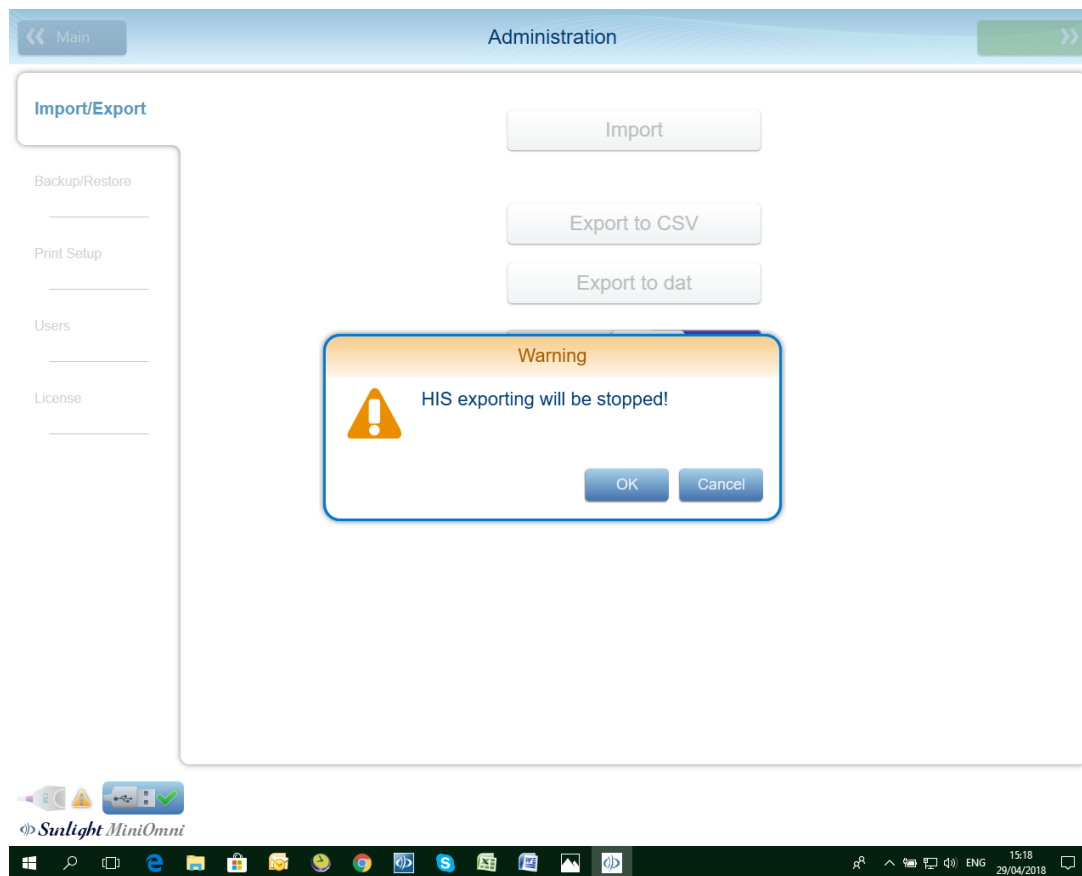 Main
Administration
Import/Export
Import
Backup/Restore
Export to CSV
Print Setup
Export to dat
Users
Warning
License
HIS exporting will be stopped!
OK
Cancel
Sunlight MiniOmni
ENG
15:18
29/04/2018